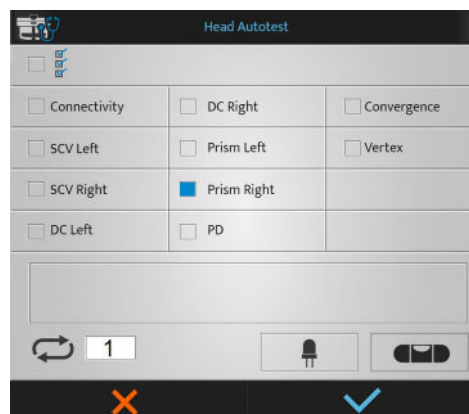 Head Autotest
Connectivity
DC Right
Convergence
SCV Left
Prism Left
Vertex
SCV Right
Prism Right
DC Left
PD
1